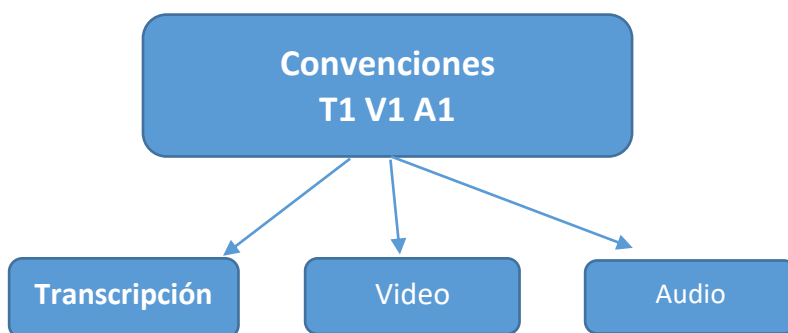 Convenciones
T1 V1 A1
Transcripción
Video
Audio